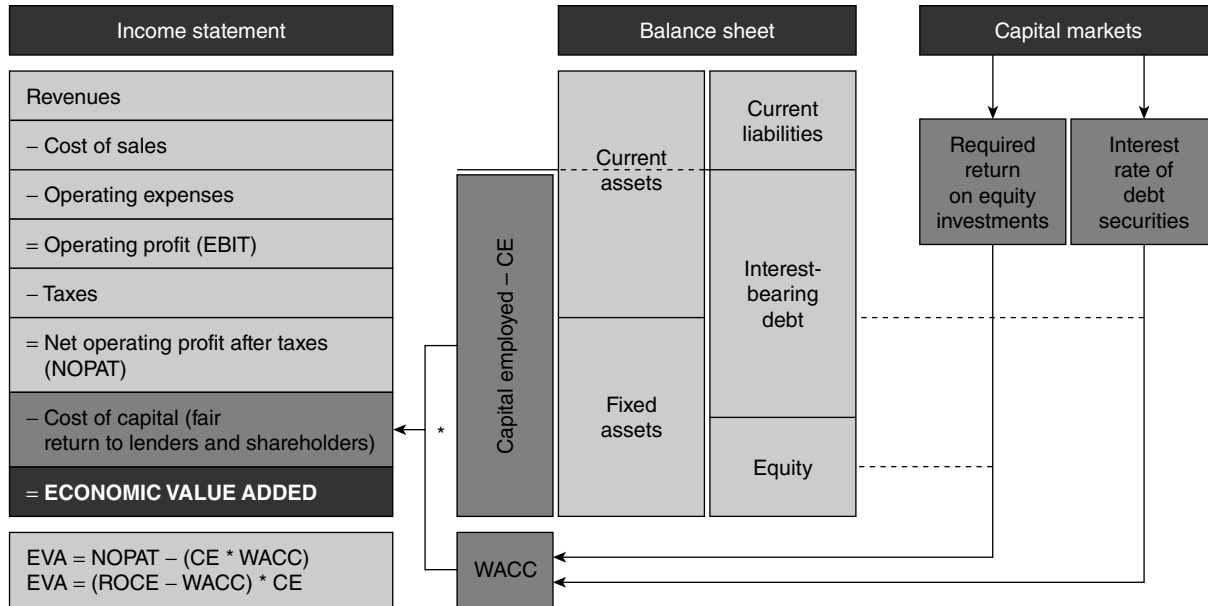 Income statement
Revenues
– Cost of sales
– Operating expenses
= Operating profit (EBIT)
– Taxes
= Net operating profit after taxes
(NOPAT)
– Cost of capital (fair
return to lenders and shareholders)
= ECONOMIC VALUE ADDED
EVA = NOPAT – (CE * WACC)
EVA = (ROCE – WACC) * CE
*
Capital employed – CE
WACC
Balance sheet
Current
assets
Fixed
assets
Current
liabilities
Interest-
bearing
debt
Equity
Capital markets
Required
return
on equity
investments
Interest
rate of
debt
securities